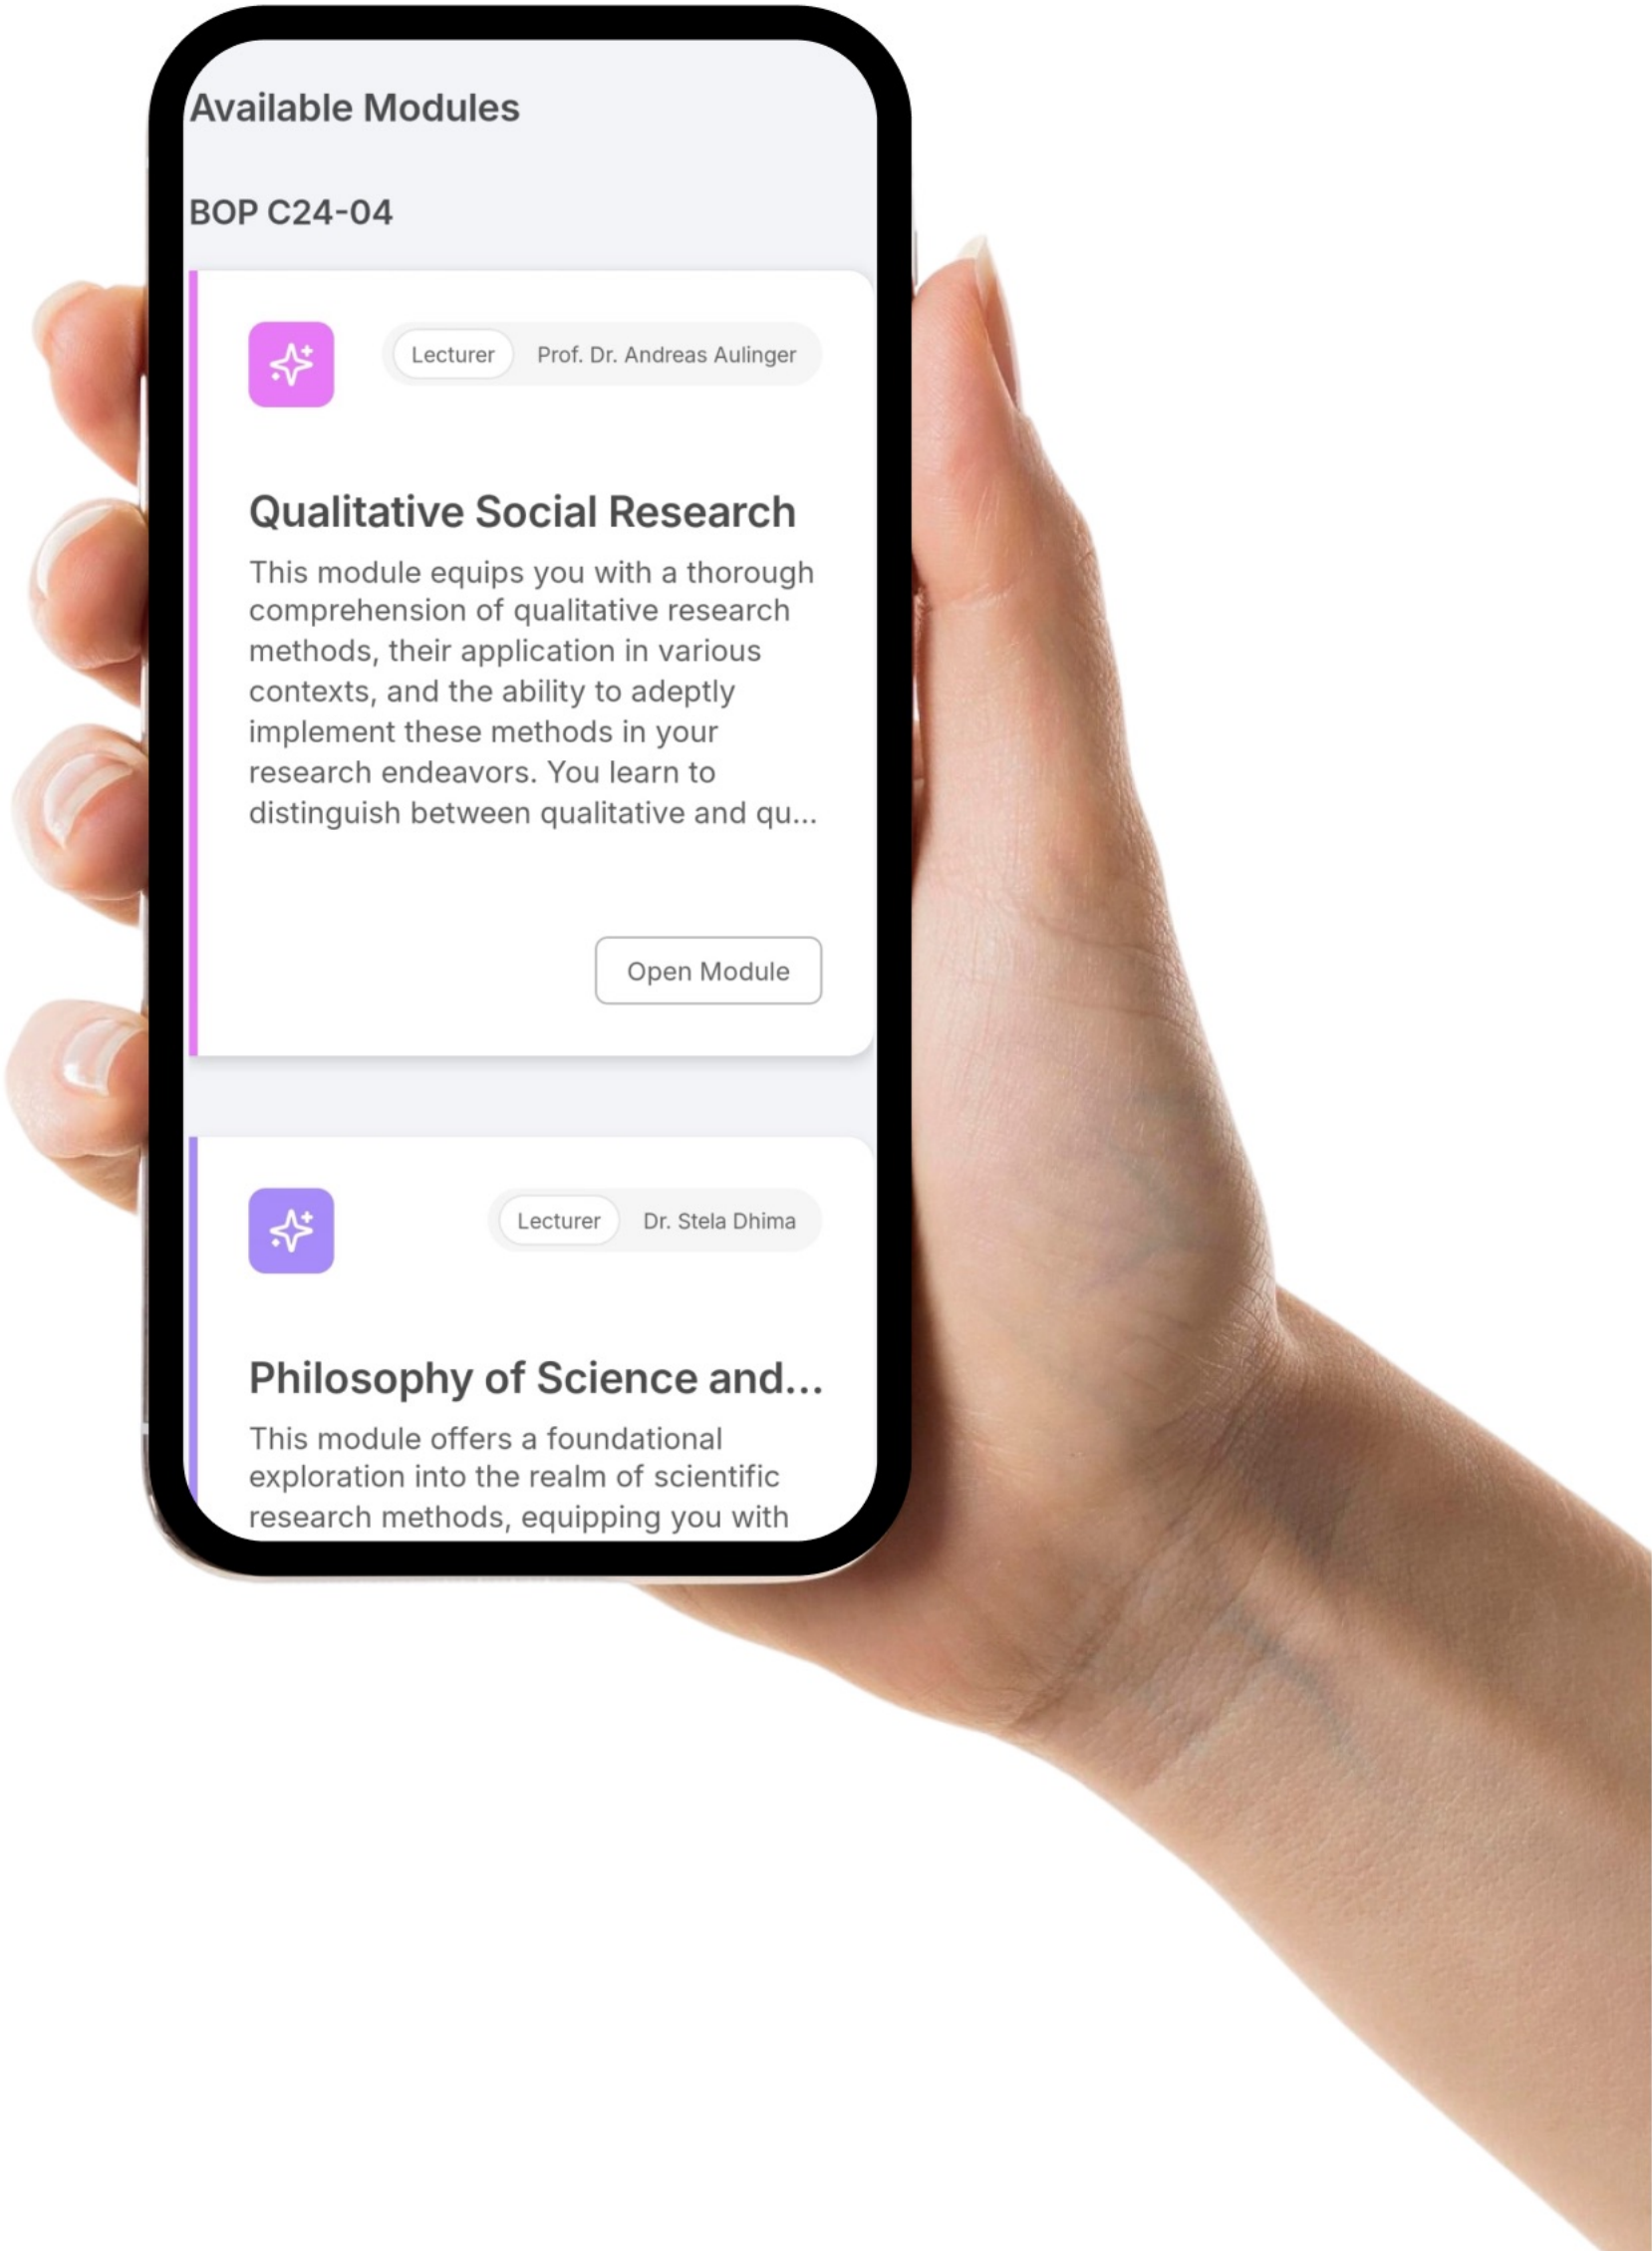 Available Modules
BOP C24-04
Lecturer Prof. Dr. Andreas Aulinger
Qualitative Social Research
This module equips you with a thorough
comprehension of qualitative research
methods, their application in various
contexts, and the ability to adeptly
implement these methods in your
research endeavors. You learn to
distinguish between qualitative and qu...
Open Module
Lecturer Dr. Stela Dhima
Philosophy of Science and...
This module offers a foundational
exploration into the realm of scientific
research methods, equipping you with